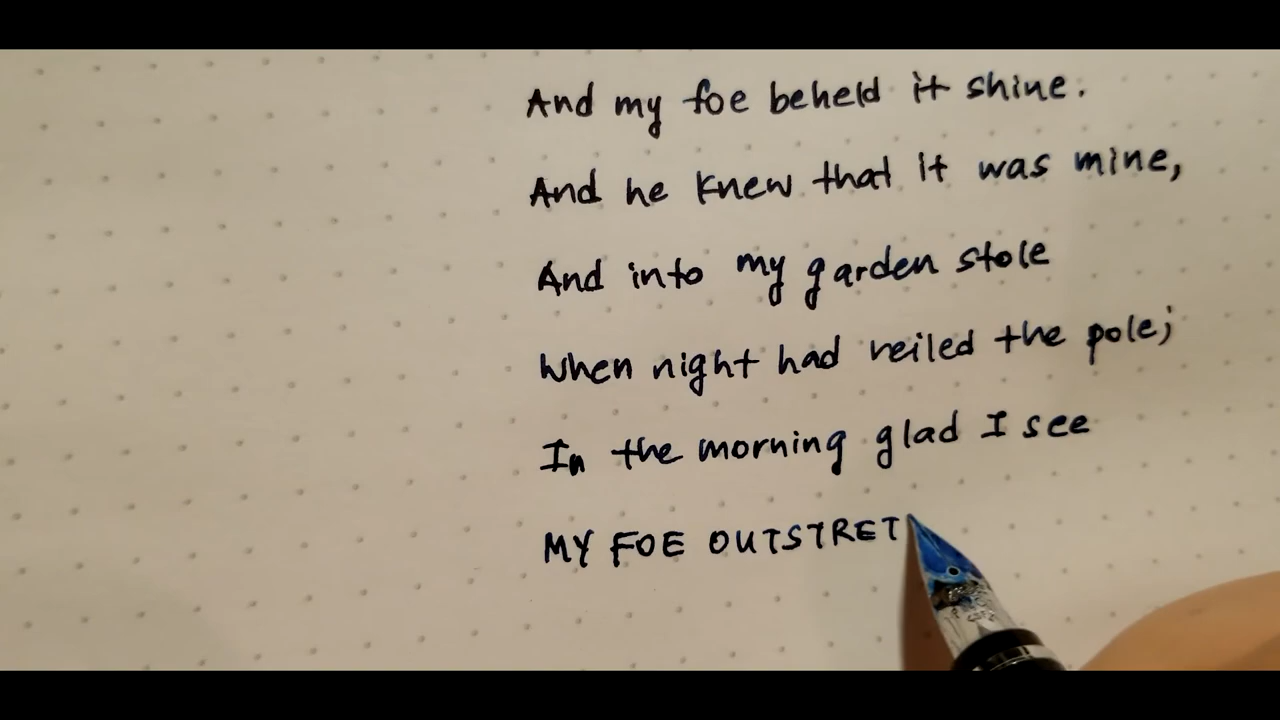 And my foe beheld it shine.
And he knew that it was mine,
And into my garden stole
When night had veiled the pole;
In the morning glad I see
MY FOE OUTSTRET